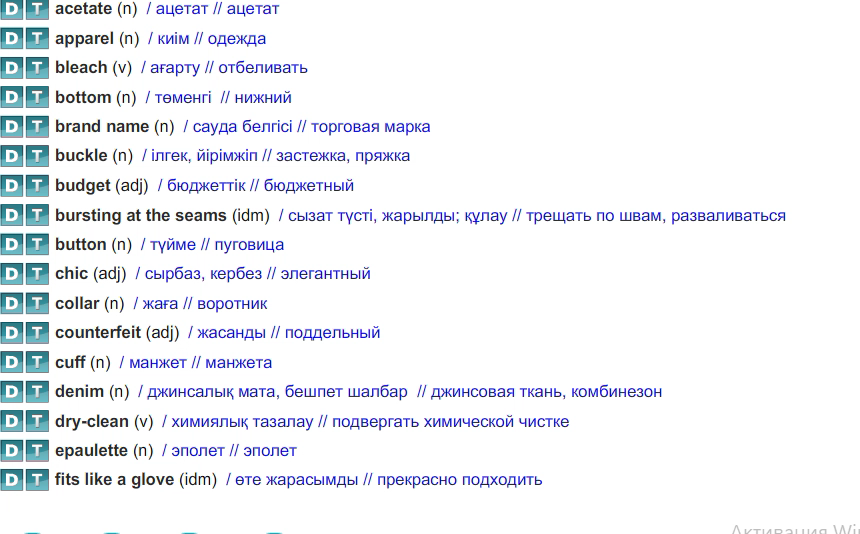 D T acetate (n) / ацетат // ацетат
D T apparel (n) / киім // одежда
D T bleach (v) / ағарту // отбеливать
D T bottom (n) / төменгі // нижний
D T brand name (n) / сауда белгісі // торговая марка
D T buckle (n) / ілгек, йірімжіп // застежка, пряжка
D T budget (adj) / бюджеттік // бюджетный
D T bursting at the seams (idm) / сызат түсті, жарылды; құлау // трещать по швам, разваливаться
D T button (n) / түйме // пуговица
D T chic (adj) / сырбаз, кербез // элегантный
D T collar (n) / жаға // воротник
D T counterfeit (adj) / жасанды // поддельный
D T cuff (n) / манжет // манжета
D T denim (n) / джинсалық мата, бешпет шалбар // джинсовая ткань, комбинезон
D T dry-clean (v) / химиялық тазалау // подвергать химической чистке
D T epaulette (n) / эполет // эполет
D T fits like a glove (idm) / өте жарасымды // прекрасно подходить
Активация